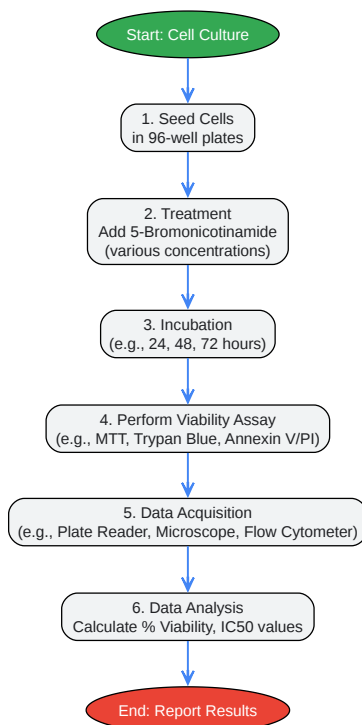 Start: Cell Culture
1. Seed Cells
in 96-well plates
2. Treatment
Add 5-Bromonicotinamide
(various concentrations)
3. Incubation
(e.g., 24, 48, 72 hours)
4. Perform Viability Assay
(e.g., MTT, Trypan Blue, Annexin V/PI)
5. Data Acquisition
(e.g., Plate Reader, Microscope, Flow Cytometer)
6. Data Analysis
Calculate % Viability, IC50 values
End: Report Results